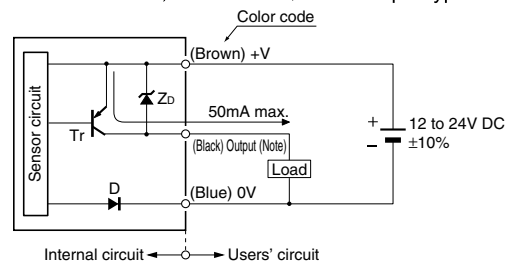 Color code
(Brown) +V
Sensor circuit
ZD
50mA max.
Tr
(Black) Output (Note)
+
12 to 24V DC
−
±10%
Load
D
(Blue) 0V
Internal circuit
Users' circuit